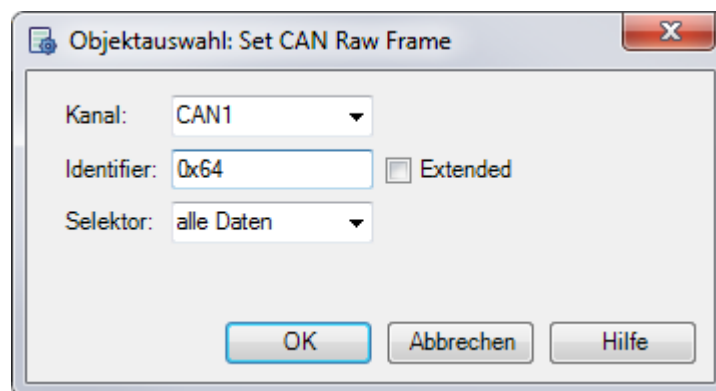 Objektauswahl: Set CAN Raw Frame
Kanal: CAN1
Identifier: 0x64 Extended
Selektor: alle Daten
OK Abbrechen Hilfe